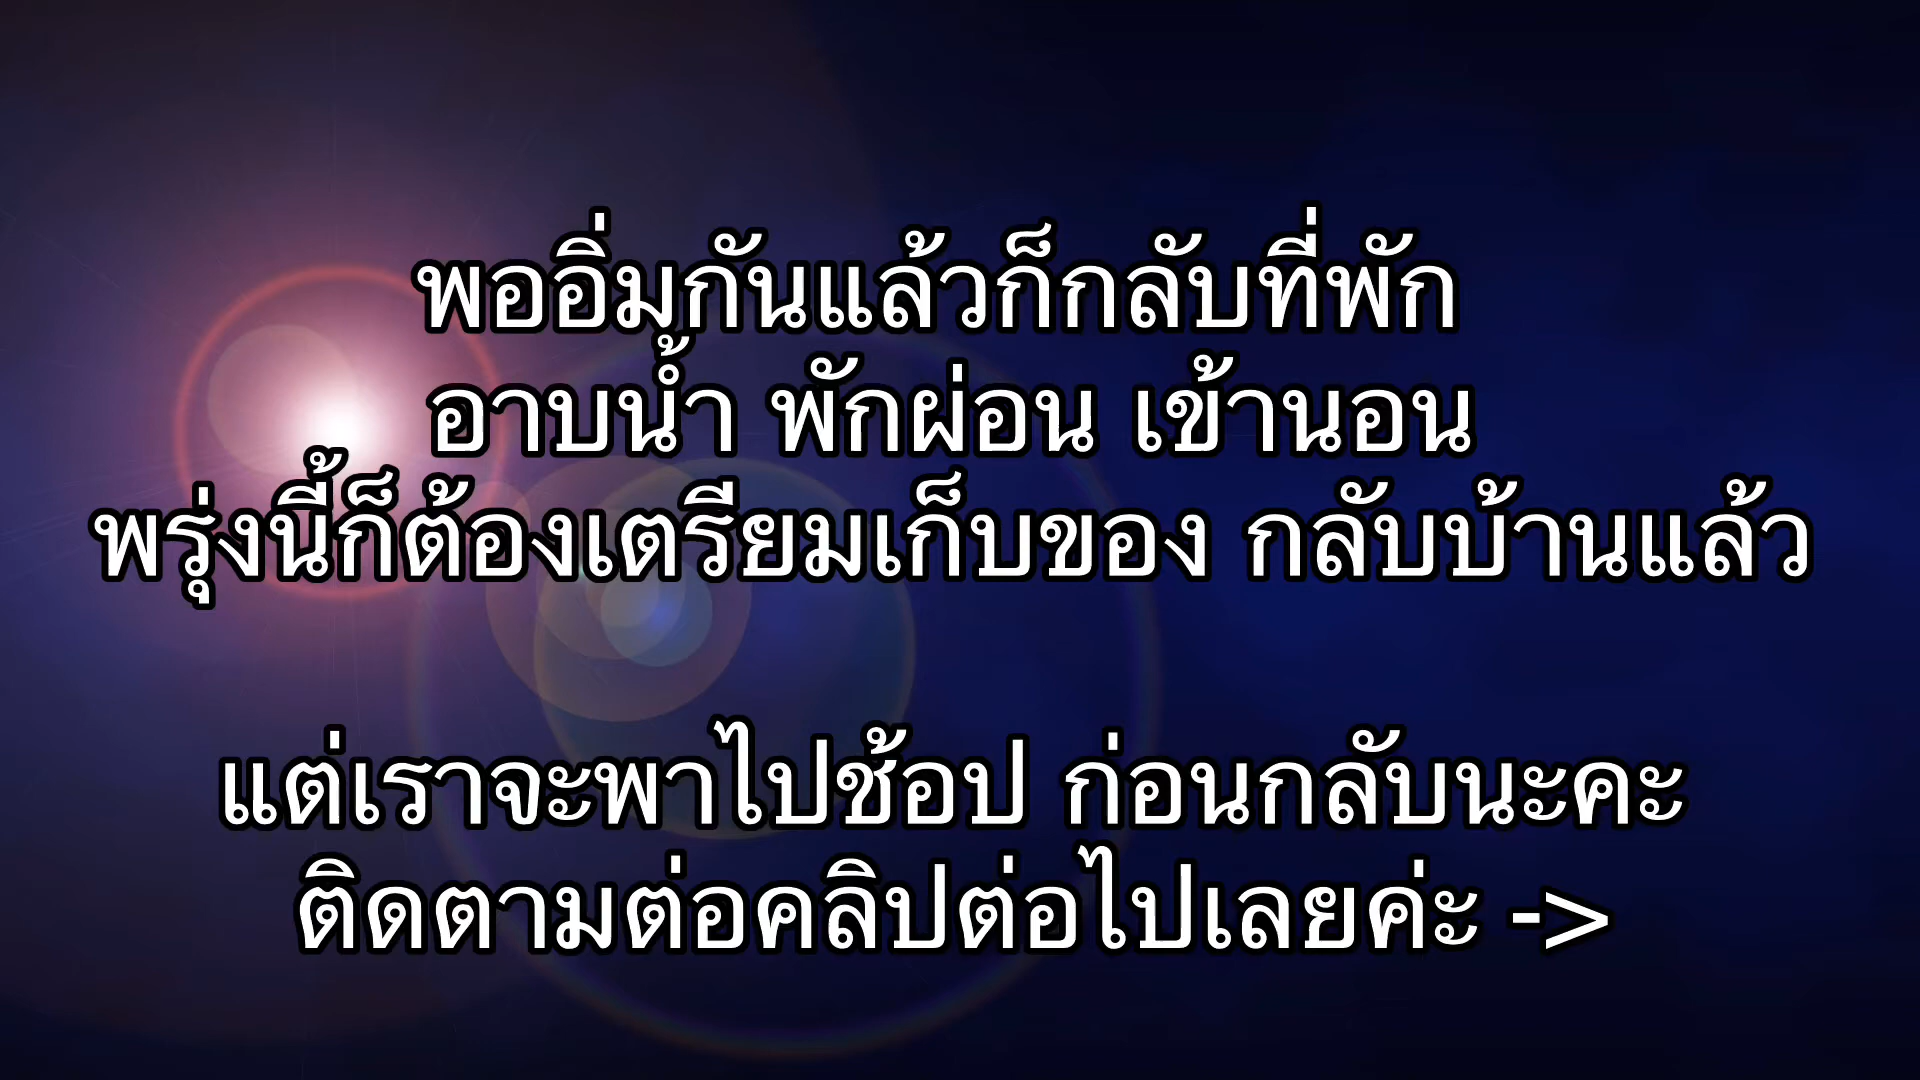 พออิ่มกันแล้วก็กลับที่พัก
อาบน้ำ พักผ่อน เข้านอน
พรุ่งนี้ก็ต้องเตรียมเก็บของ กลับบ้านแล้ว
แต่เราจะพาไปช้อป ก่อนกลับนะคะ
ติดตามต่อคลิปต่อไปเลยค่ะ ->